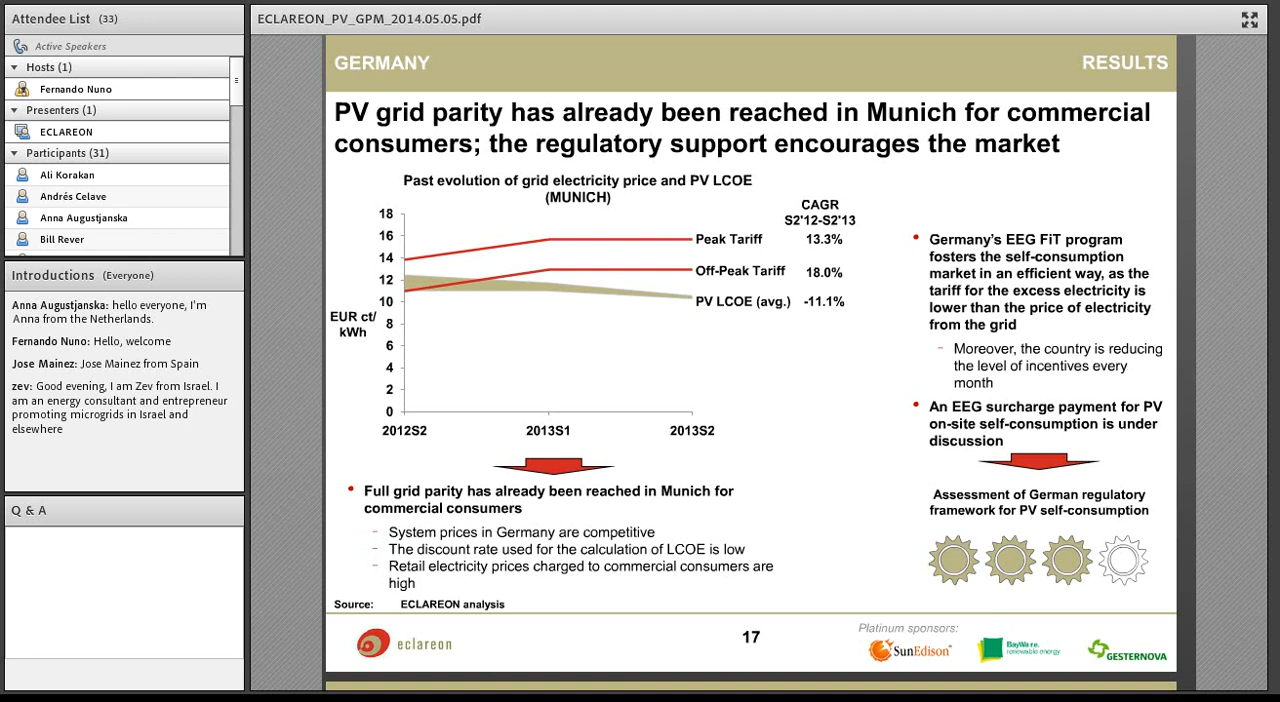 Attendee List (33)
Active Speakers
Hosts (1)
Fernando Nuno
Presenters (1)
ECLAREON
Participants (31)
Ali Korakan
Andrés Celave
Anna Augustjanska
Bill Rever
Introductions (Everyone)
Anna Augustjanska: hello everyone, I'm
Anna from the Netherlands.
Fernando Nuno: Hello, welcome
Jose Mainez: Jose Mainez from Spain
zev: Good evening, I am Zev from Israel. I
am an energy consultant and entrepreneur
promoting microgrids in Israel and
elsewhere
Q & A
ECLAREON_PV_GPM_2014.05.05.pdf
GERMANY
RESULTS
PV grid parity has already been reached in Munich for commercial
consumers; the regulatory support encourages the market
Past evolution of grid electricity price and PV LCOE
(MUNICH)
CAGR
S2'12-S2'13
18
16
14
12
10
8
6
4
2
0
EUR ct/
kWh
Peak Tariff 13.3%
Off-Peak Tariff 18.0%
PV LCOE (avg.) -11.1%
2012S2 2013S1 2013S2
• Full grid parity has already been reached in Munich for
commercial consumers
– System prices in Germany are competitive
– The discount rate used for the calculation of LCOE is low
– Retail electricity prices charged to commercial consumers are
high
• Germany's EEG FiT program
fosters the self-consumption
market in an efficient way, as the
tariff for the excess electricity is
lower than the price of electricity
from the grid
– Moreover, the country is reducing
the level of incentives every
month
• An EEG surcharge payment for PV
on-site self-consumption is under
discussion
Assessment of German regulatory
framework for PV self-consumption
Source: ECLAREON analysis
eclareon
17
Platinum sponsors:
SunEdison
BayWa r.e.
renewable energy
GESTERNOVA